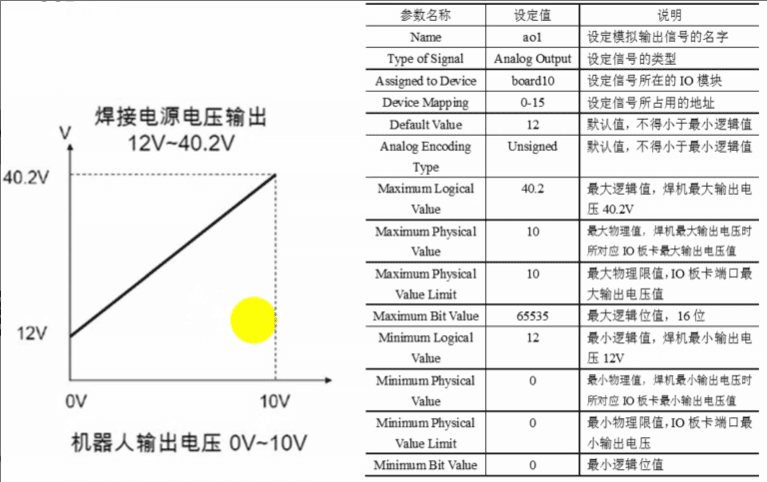 焊接电源电压输出
12V~40.2V
V
40.2V
12V
0V
10V
机器人输出电压 0V~10V
参数名称 设定值 说明
Name ao1 设定模拟输出信号的名字
Type of Signal Analog Output 设定信号的类型
Assigned to Device board10 设定信号所在的 IO 模块
Device Mapping 0-15 设定信号所占用的地址
Default Value 12 默认值，不得小于最小逻辑值
Analog Encoding Unsigned 默认值，不得小于最小逻辑值
Type
Maximum Logical 40.2 最大逻辑值，焊机最大输出电
Value 压 40.2V
Maximum Physical 10 最大物理值，焊机最大输出电压时
Value 所对应 IO 板卡最大输出电压值
Maximum Physical 10 最大物理限值，IO 板卡端口最
Value Limit 大输出电压值
Maximum Bit Value 65535 最大逻辑位值，16 位
Minimum Logical 12 最小逻辑值，焊机最小输出电
Value 压 12V
Minimum Physical 0 最小物理值，焊机最小输出电压时
Value 所对应 IO 板卡最小输出电压值
Minimum Physical 0 最小物理限值，IO 板卡端口最
Value Limit 小输出电压
Minimum Bit Value 0 最小逻辑位值